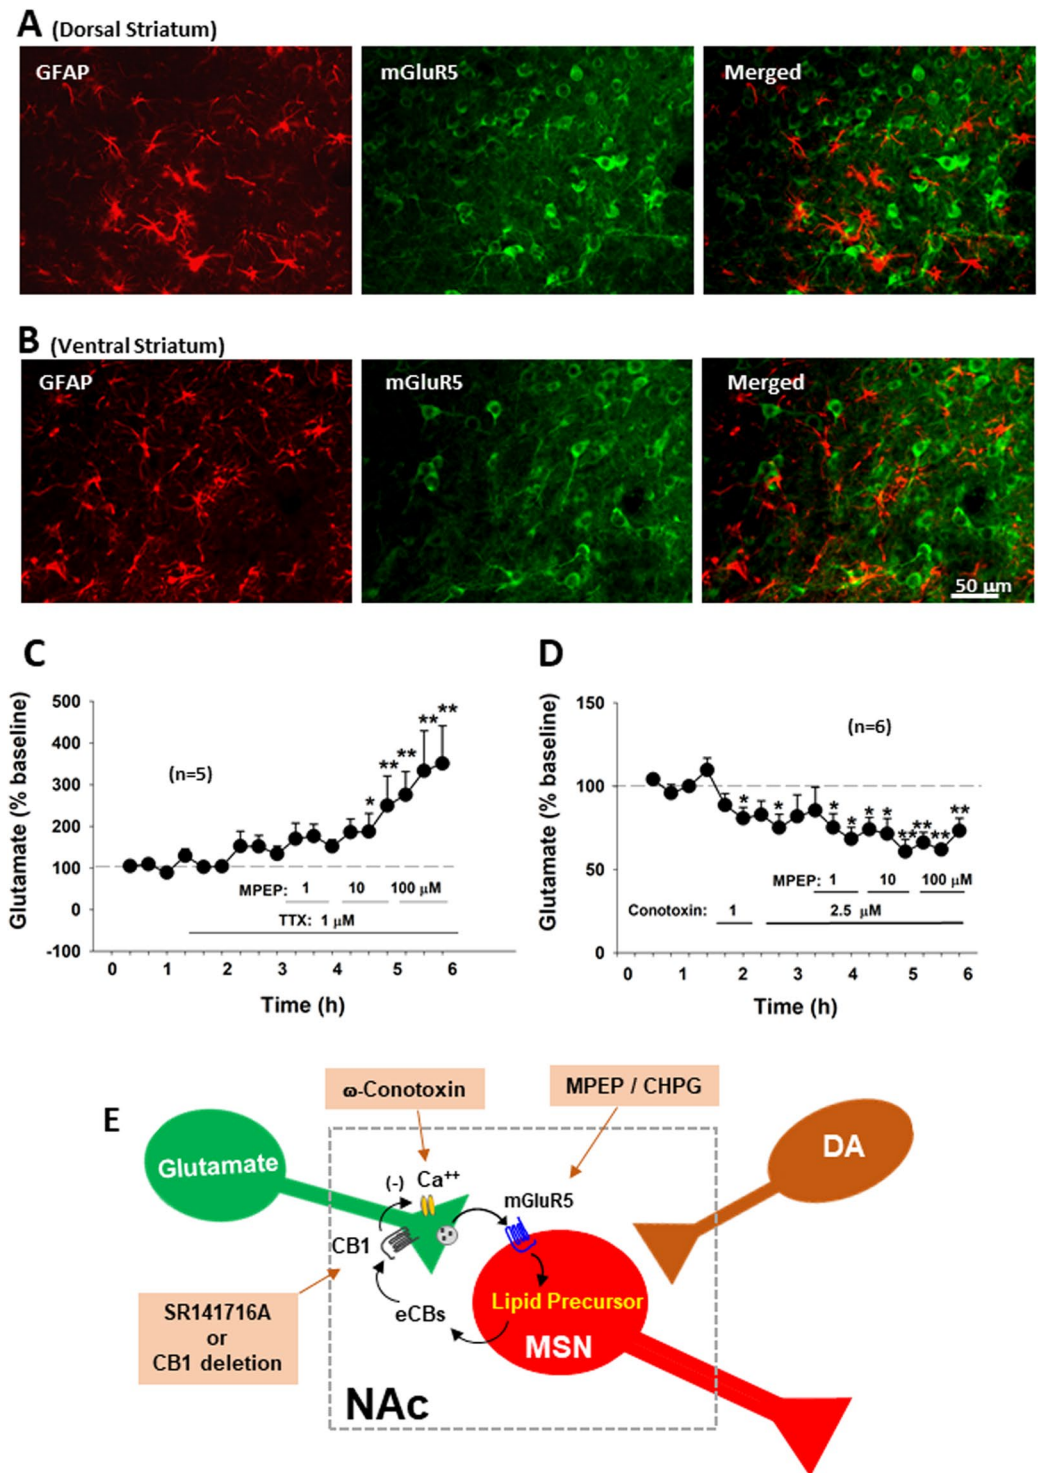 A (Dorsal Striatum)
GFAP mGluR5 Merged
B (Ventral Striatum)
GFAP mGluR5 Merged
50 μm
C
Glutamate (% baseline)
500
400
300
200
100
0
-100
(n=5)
* ** ** ** **
MPEP: 1 10 100 μM
TTX: 1 μM
0 1 2 3 4 5 6
Time (h)
D
Glutamate (% baseline)
150
100
50
0
(n=6)
* * * * * * ** ** ** **
MPEP: 1 10 100 μM
Conotoxin: 1 2.5 μM
0 1 2 3 4 5 6
Time (h)
E
ω-Conotoxin
MPEP / CHPG
Glutamate
DA
(-) Ca++
mGluR5
CB1
SR141716A
or
CB1 deletion
eCBs
Lipid Precursor
MSN
NAc